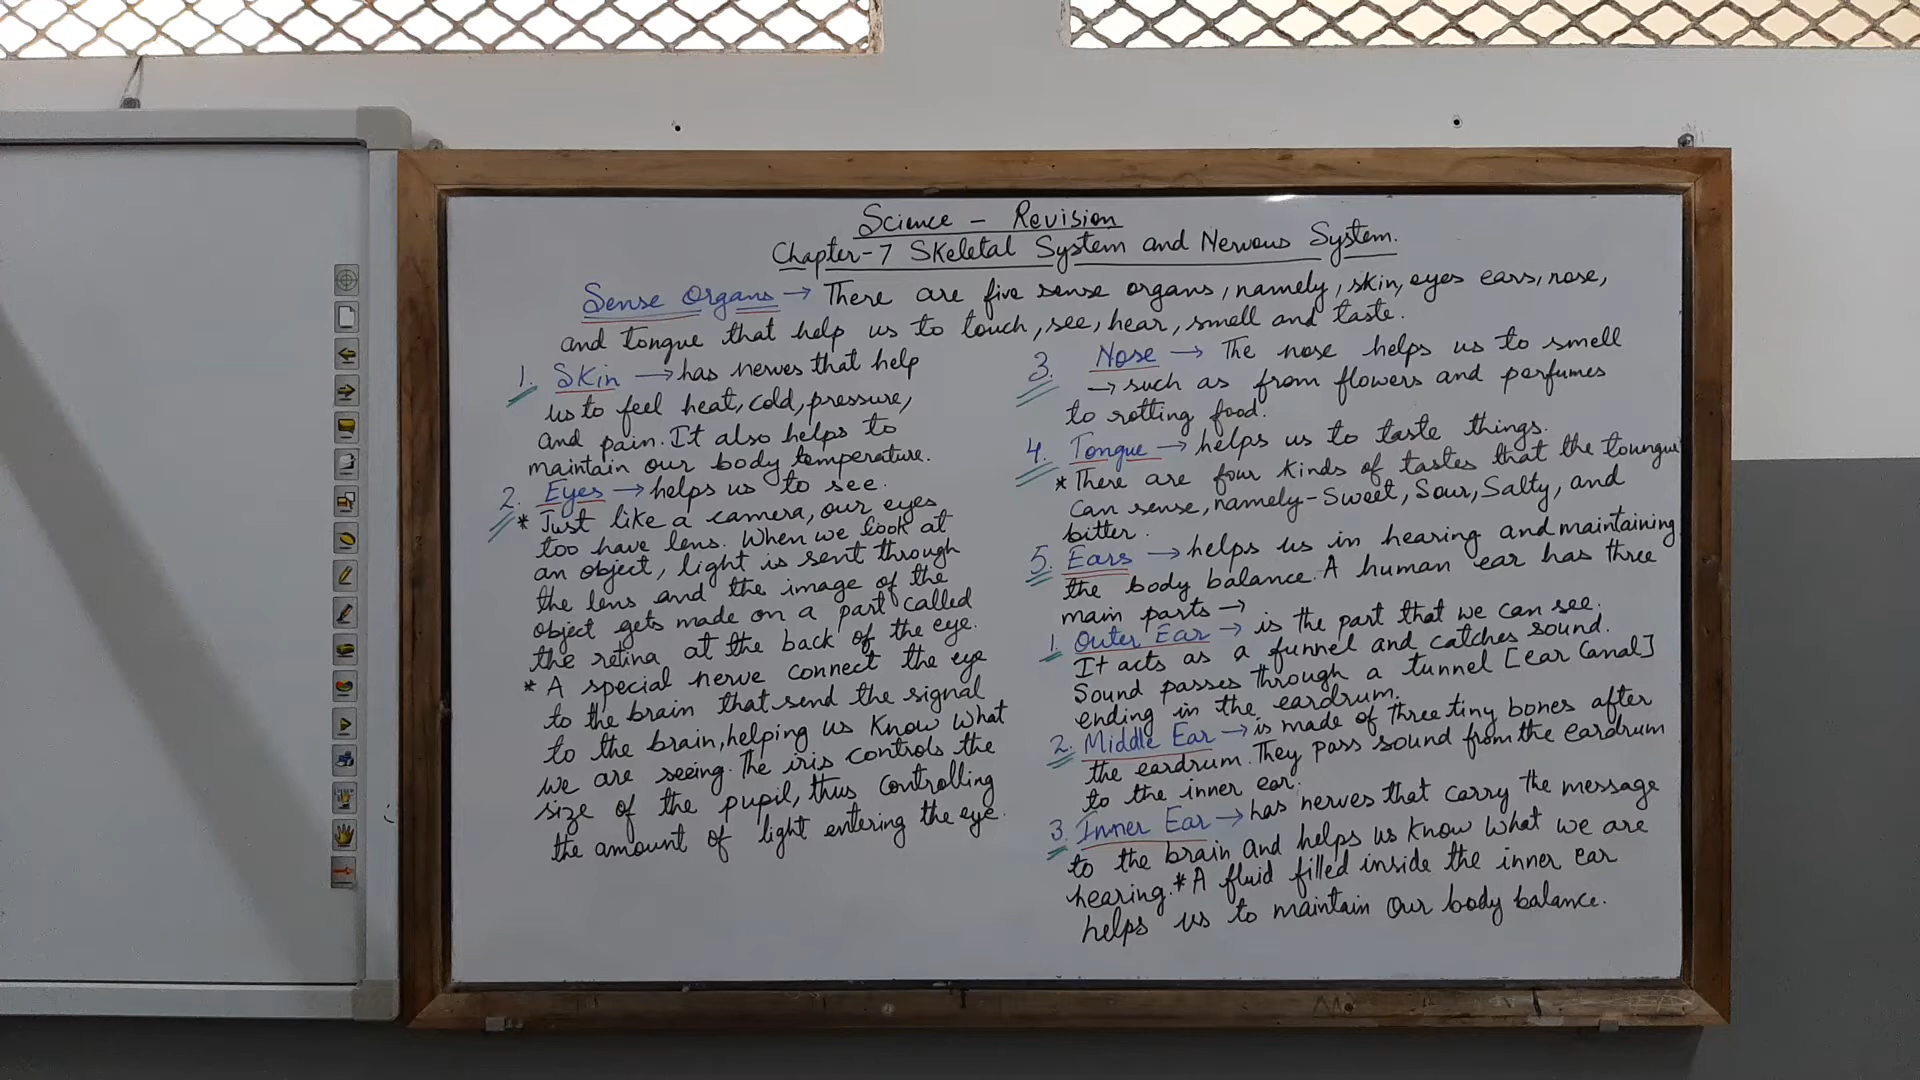 Science - Revision
Chapter-7 Skeletal System and Nervous System.
Sense Organs → There are five sense organs, namely, skin, eyes ears, nose,
and tongue that help us to touch, see, hear, smell and taste.
1. Skin → has nerves that help
us to feel heat, cold, pressure,
and pain. It also helps to
maintain our body temperature.
2. Eyes → helps us to see.
* Just like a camera, our eyes
too have lens. When we look at
an object, light is sent through
the lens and the image of the
object gets made on a part called
the retina at the back of the eye.
* A special nerve connect the eye
to the brain that send the signal
to the brain, helping us know what
we are seeing. The iris controls the
size of the pupil, thus controlling
the amount of light entering the eye.
3. Nose → The nose helps us to smell
→ such as from flowers and perfumes
to rotting food.
4. Tongue → helps us to taste things.
* There are four kinds of tastes that the toungue
can sense, namely - Sweet, Sour, Salty, and
bitter.
5. Ears → helps us in hearing and maintaining
the body balance. A human ear has three
main parts →
1. Outer Ear → is the part that we can see.
It acts as a funnel and catches sound.
Sound passes through a tunnel [ear canal]
ending in the eardrum.
2. Middle Ear → is made of three tiny bones after
the eardrum. They pass sound from the eardrum
to the inner ear.
3. Inner Ear → has nerves that carry the message
to the brain and helps us know what we are
hearing. * A fluid filled inside the inner ear
helps us to maintain our body balance.